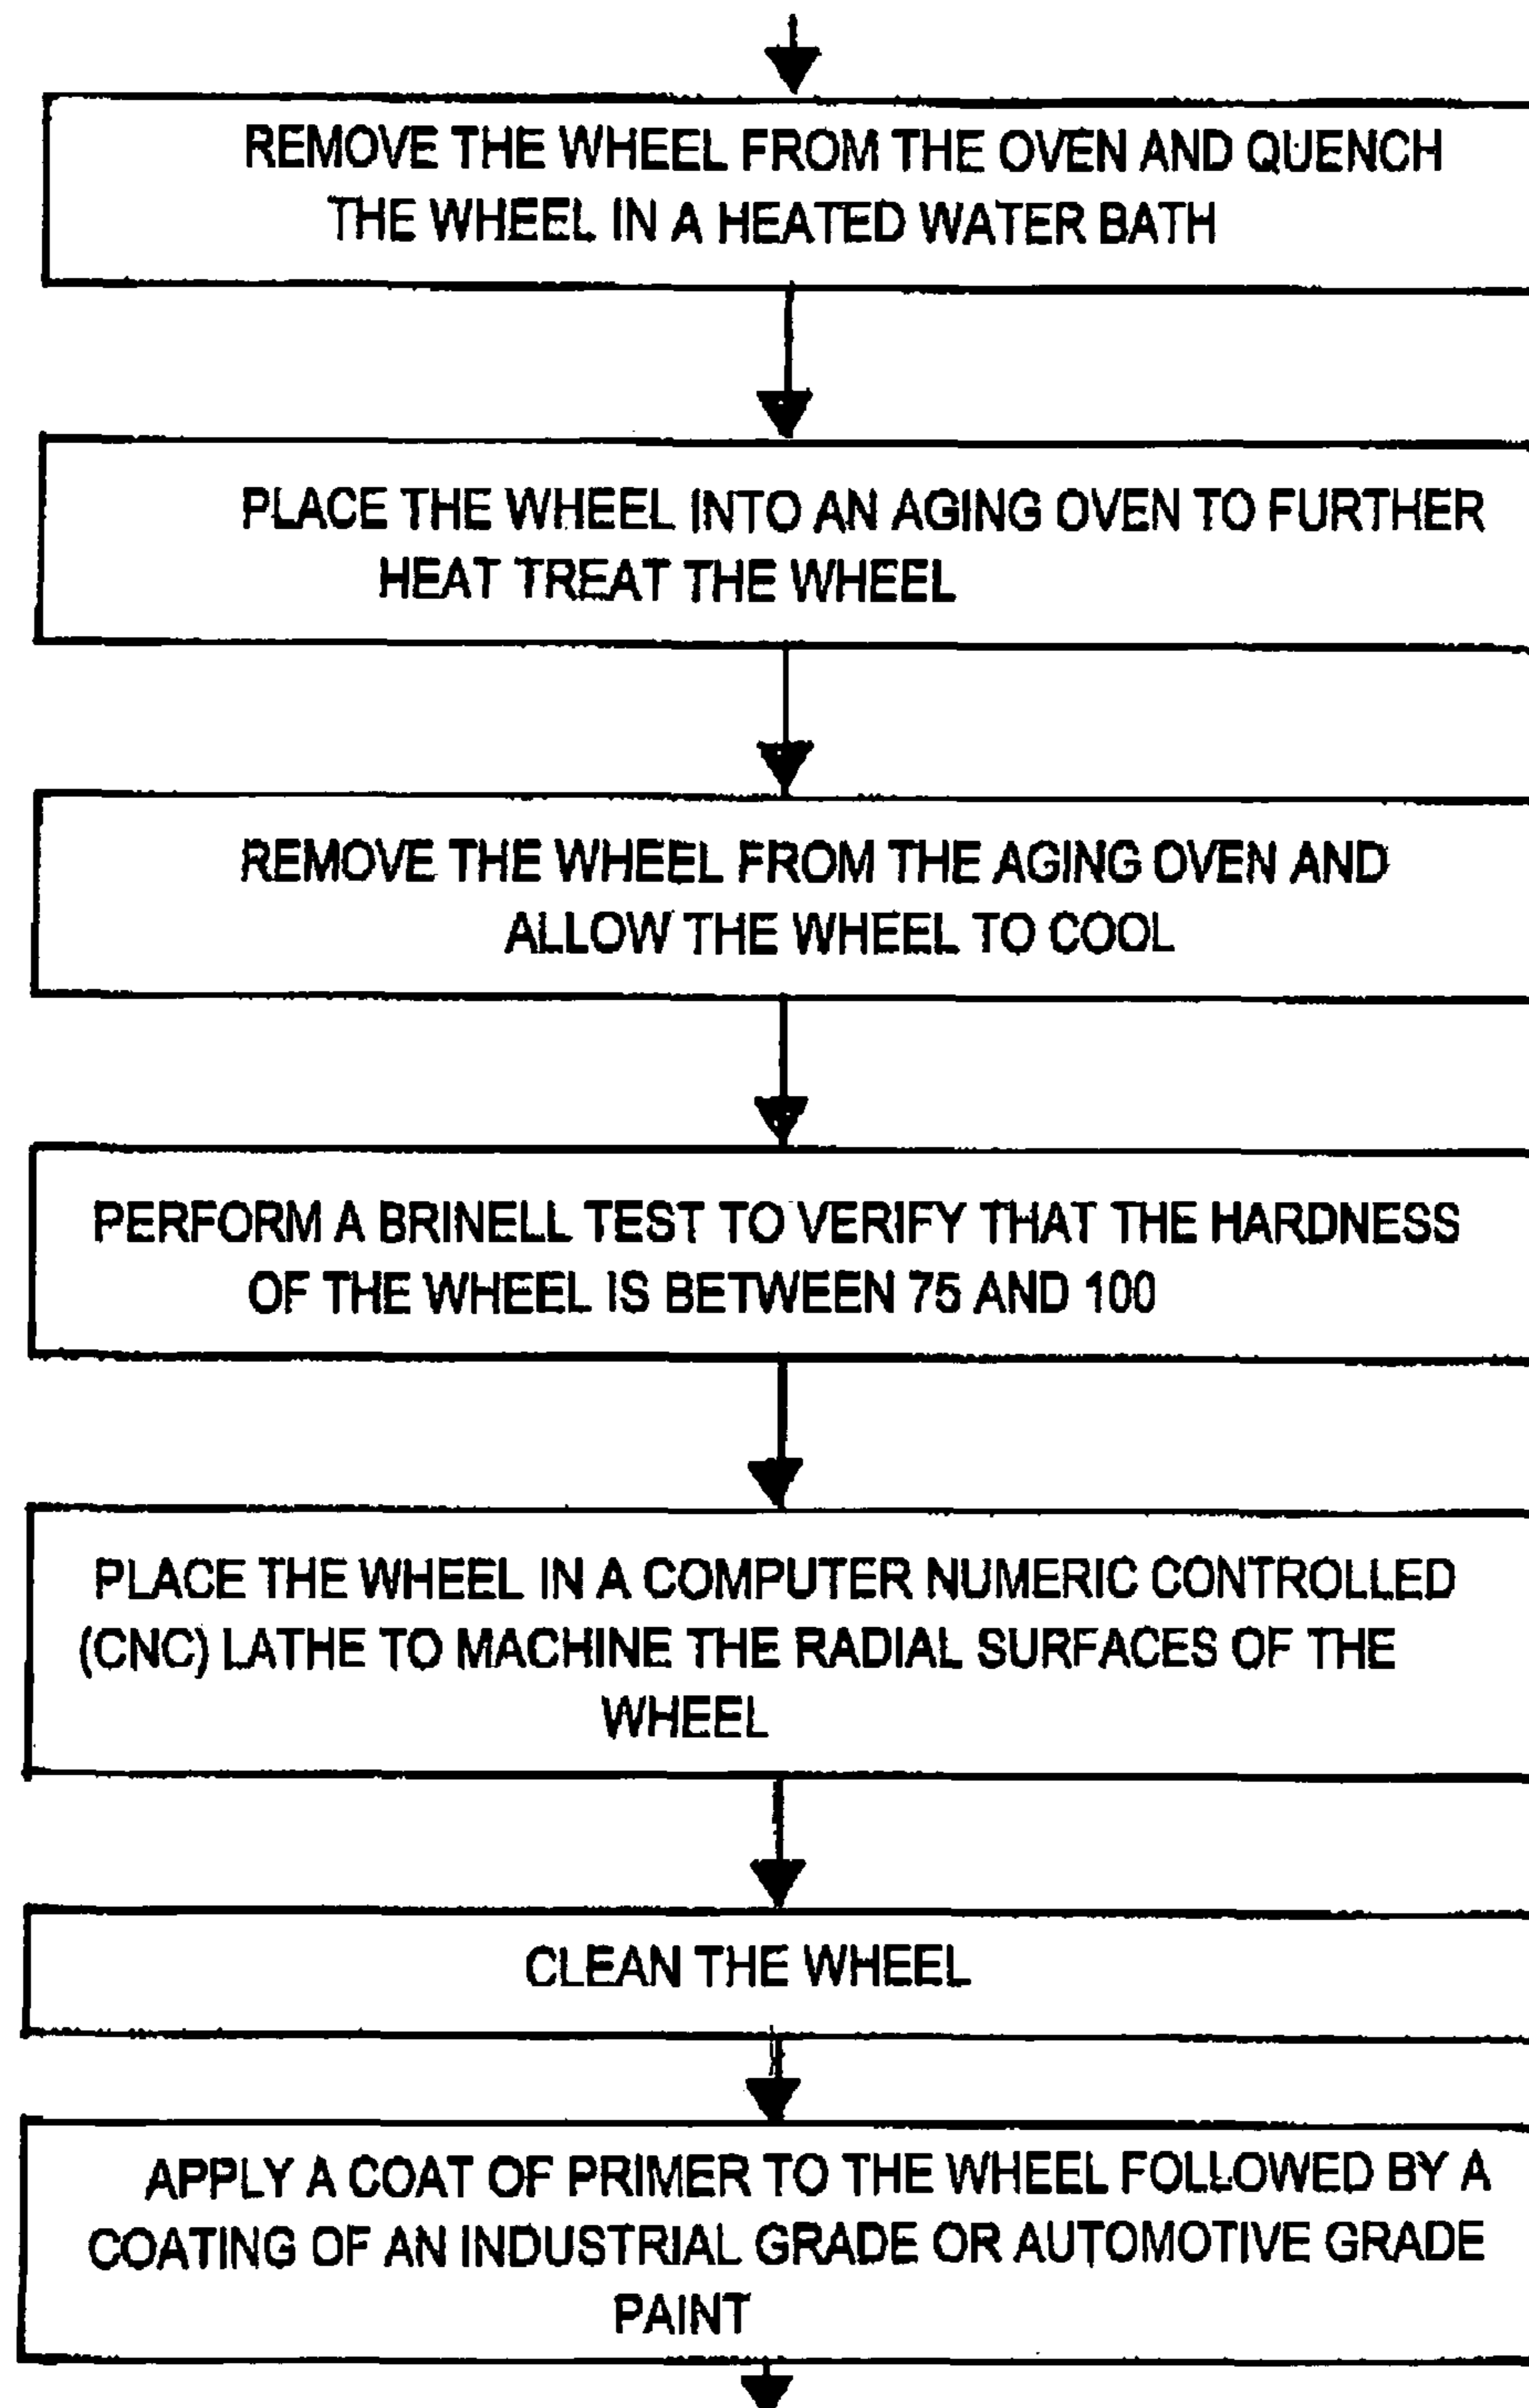 REMOVE THE WHEEL FROM THE OVEN AND QUENCH
THE WHEEL IN A HEATED WATER BATH
PLACE THE WHEEL INTO AN AGING OVEN TO FURTHER
HEAT TREAT THE WHEEL
REMOVE THE WHEEL FROM THE AGING OVEN AND
ALLOW THE WHEEL TO COOL
PERFORM A BRINELL TEST TO VERIFY THAT THE HARDNESS
OF THE WHEEL IS BETWEEN 75 AND 100
PLACE THE WHEEL IN A COMPUTER NUMERIC CONTROLLED
(CNC) LATHE TO MACHINE THE RADIAL SURFACES OF THE
WHEEL
CLEAN THE WHEEL
APPLY A COAT OF PRIMER TO THE WHEEL FOLLOWED BY A
COATING OF AN INDUSTRIAL GRADE OR AUTOMOTIVE GRADE
PAINT